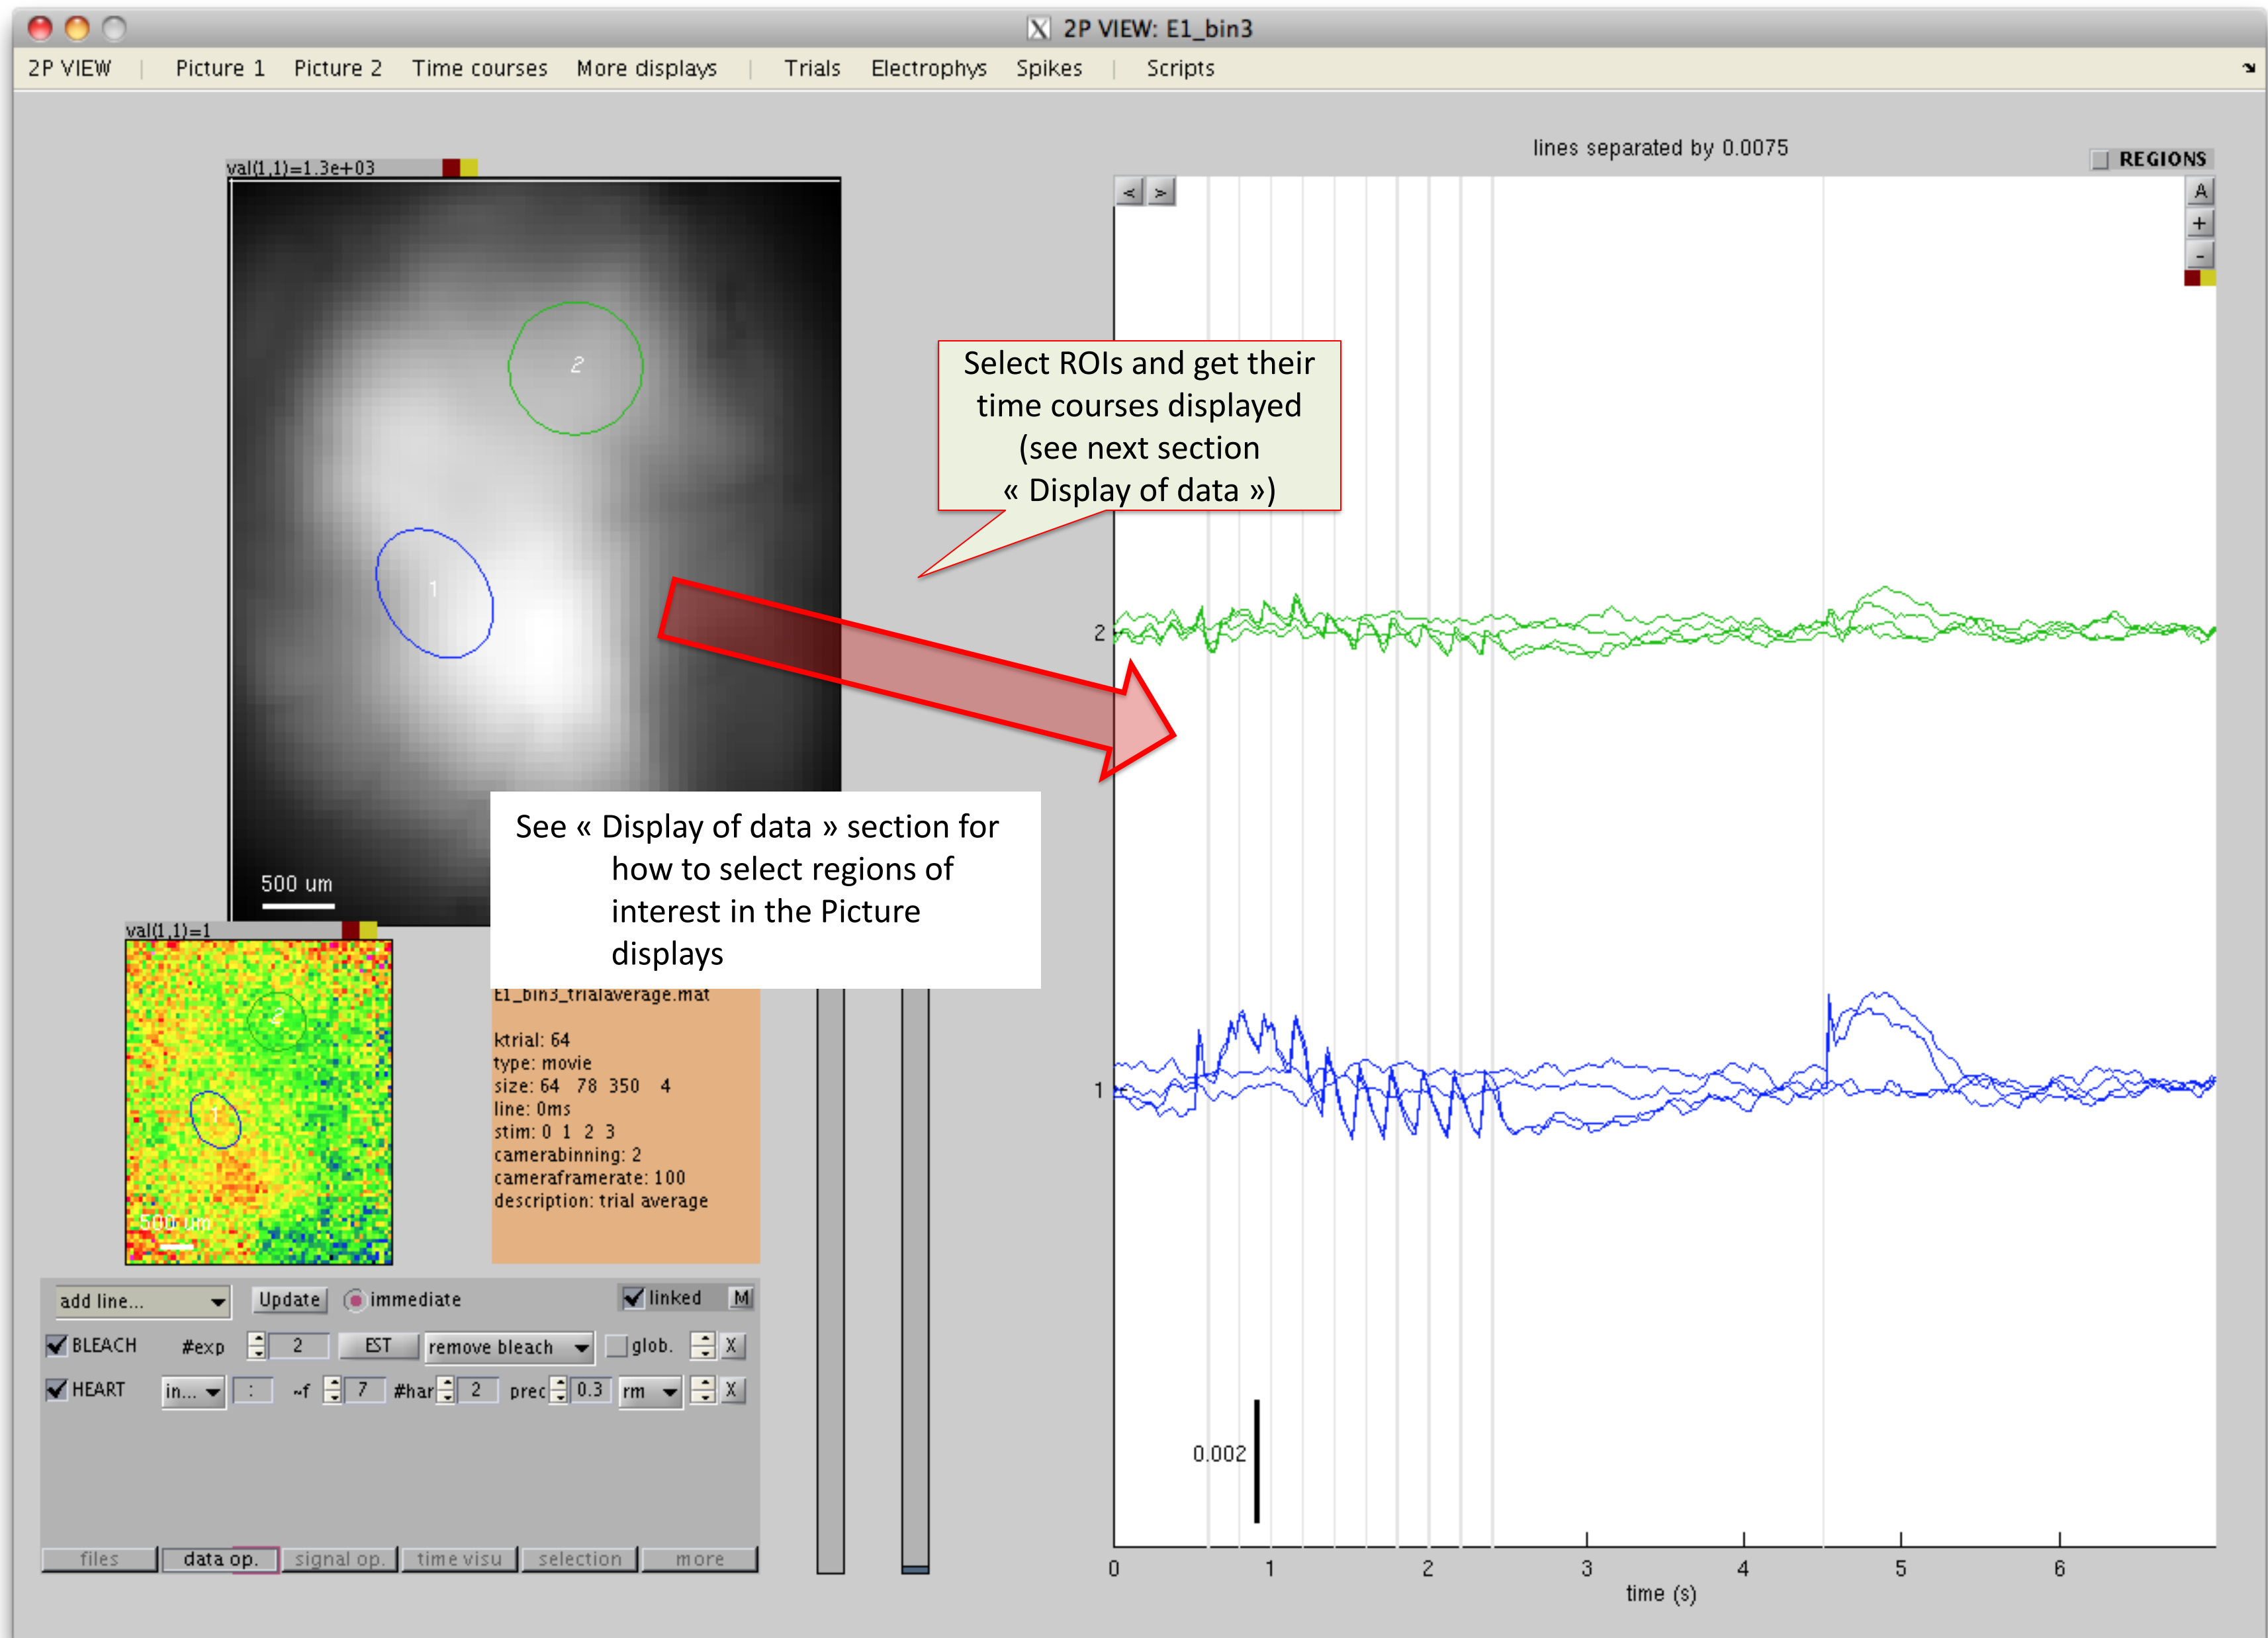 X 2P VIEW: E1_bin3
2P VIEW | Picture 1 Picture 2 Time courses More displays | Trials Electrophys Spikes | Scripts
val(1,1)=1.3e+03
2
1
500 um
lines separated by 0.0075
REGIONS
< >
A
+
-
Select ROIs and get their
time courses displayed
(see next section
« Display of data »)
2
1
0.002
0 1 2 3 4 5 6
time (s)
See « Display of data » section for
how to select regions of
interest in the Picture
displays
val(1,1)=1
2
1
500 um
E1_bin3_trialaverage.mat
ktrial: 64
type: movie
size: 64 78 350 4
line: 0ms
stim: 0 1 2 3
camerabinning: 2
cameraframerate: 100
description: trial average
add line... Update immediate linked M
BLEACH #exp 2 EST remove bleach glob. X
HEART in... : ~f 7 #har 2 prec 0.3 rm X
files data op. signal op. time visu selection more